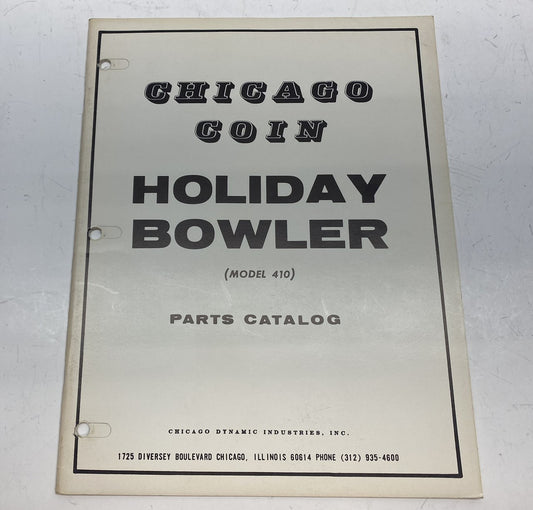 CHICAGO
COIN
HOLIDAY
BOWLER
(MODEL 410)
PARTS CATALOG
CHICAGO DYNAMIC INDUSTRIES, INC.
1725 DIVERSEY BOULEVARD CHICAGO, ILLINOIS 60614 PHONE (312) 935-4600